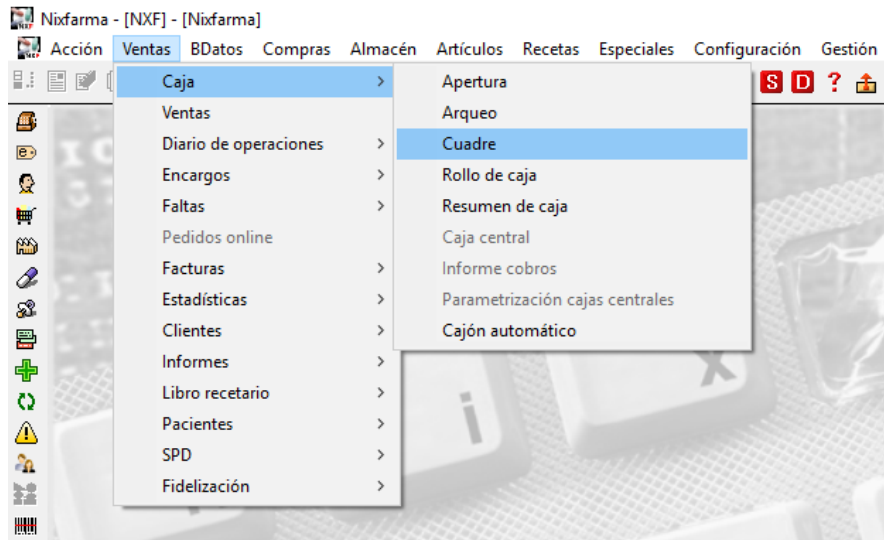 Nixfarma - [NXF] - [Nixfarma]
Acción Ventas BDatos Compras Almacén Artículos Recetas Especiales Configuración Gestión
S D ?
Caja
Ventas
Diario de operaciones
Encargos
Faltas
Pedidos online
Facturas
Estadísticas
Clientes
Informes
Libro recetario
Pacientes
SPD
Fidelización
Apertura
Arqueo
Cuadre
Rollo de caja
Resumen de caja
Caja central
Informe cobros
Parametrización cajas centrales
Cajón automático
e
i
X